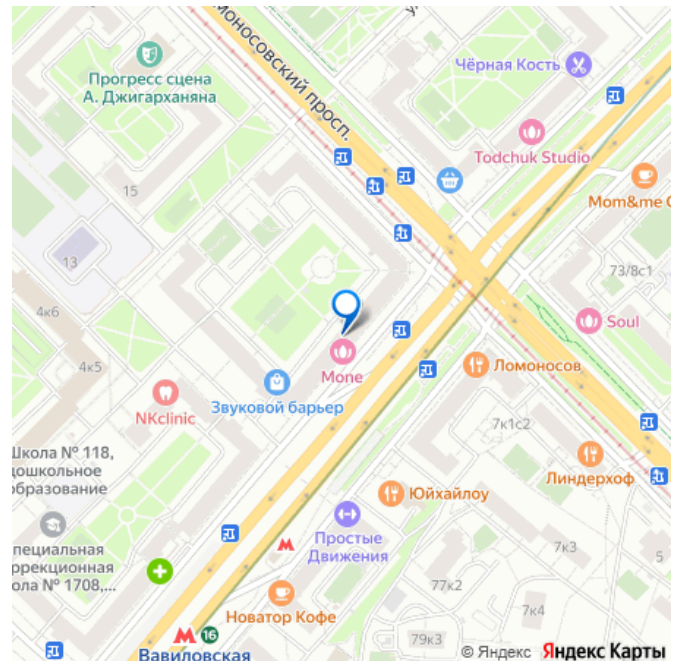 моносовский просп.
Прогресс сцена
А. Джигарханяна
Чёрная Кость
Todchuk Studio
Mom&me C
15
13
4к6
4к5
73/8с1
Soul
Mone
Звуковой барьер
NKclinic
Ломоносов
7к1с2
Линдерхоф
Юйхайлоу
Школа № 118,
дошкольное
образование
Простые
Движения
7к3
5
пециальная
ррекционная
ола № 1708,...
77к2
7к4
Новатор Кофе
79к3
М 16
Вавиловская
© Яндекс Яндекс Карты